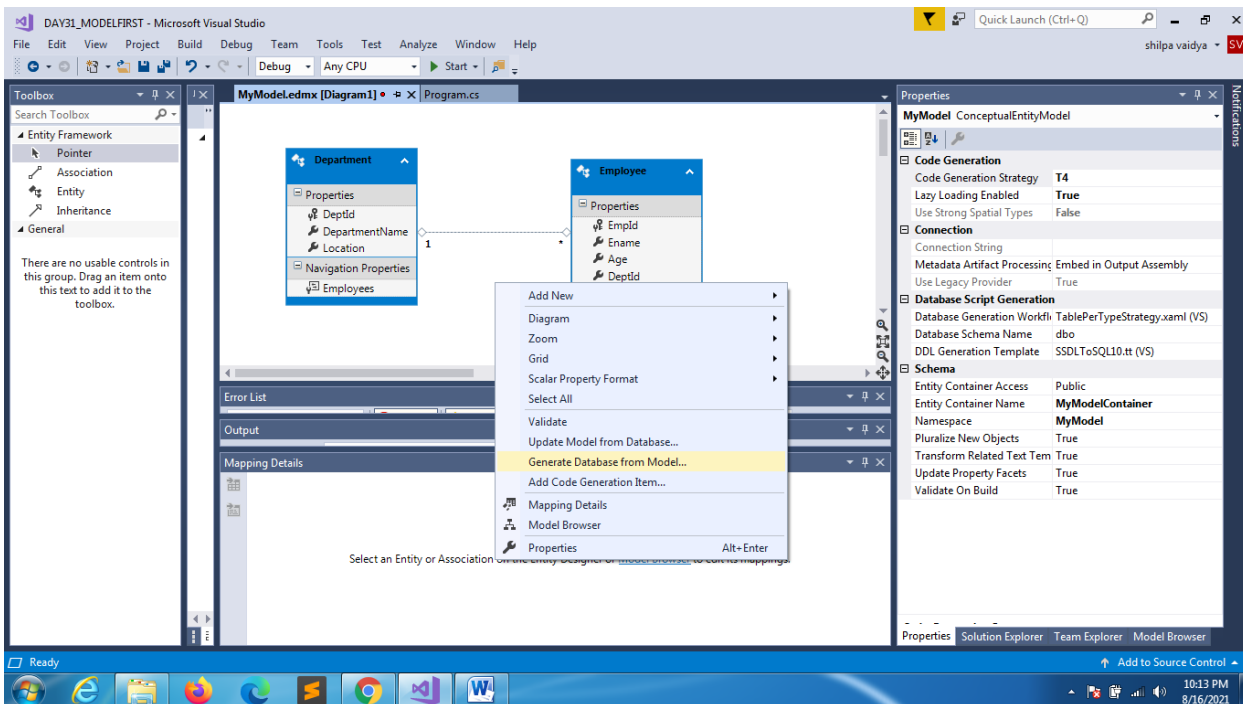 DAY31_MODELFIRST - Microsoft Visual Studio
Quick Launch (Ctrl+Q)
File Edit View Project Build Debug Team Tools Test Analyze Window Help
shilpa vaidya SV
Debug Any CPU Start
Toolbox
Search Toolbox
Entity Framework
Pointer
Association
Entity
Inheritance
General
There are no usable controls in
this group. Drag an item onto
this text to add it to the
toolbox.
MyModel.edmx [Diagram1] Program.cs
Department
Properties
DeptId
DepartmentName
Location
Navigation Properties
Employees
1
*
Employee
Properties
EmpId
Ename
Age
DeptId
Add New
Diagram
Zoom
Grid
Scalar Property Format
Select All
Validate
Update Model from Database...
Generate Database from Model...
Add Code Generation Item...
Mapping Details
Model Browser
Properties Alt+Enter
Error List
Output
Mapping Details
Select an Entity or Association on the Entity Designer or Model Browser to edit its mappings.
Properties
MyModel ConceptualEntityModel
Code Generation
Code Generation Strategy T4
Lazy Loading Enabled True
Use Strong Spatial Types False
Connection
Connection String
Metadata Artifact Processing Embed in Output Assembly
Use Legacy Provider True
Database Script Generation
Database Generation Workfl TablePerTypeStrategy.xaml (VS)
Database Schema Name dbo
DDL Generation Template SSDLToSQL10.tt (VS)
Schema
Entity Container Access Public
Entity Container Name MyModelContainer
Namespace MyModel
Pluralize New Objects True
Transform Related Text Tem True
Update Property Facets True
Validate On Build True
Properties Solution Explorer Team Explorer Model Browser
Notifications
Ready
Add to Source Control
10:13 PM
8/16/2021